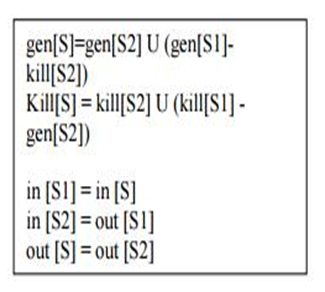 gen[S]=gen[S2] U (gen[S1]-
kill[S2])
Kill[S] = kill[S2] U (kill[S1] -
gen[S2])
in [S1] = in [S]
in [S2] = out [S1]
out [S] = out [S2]